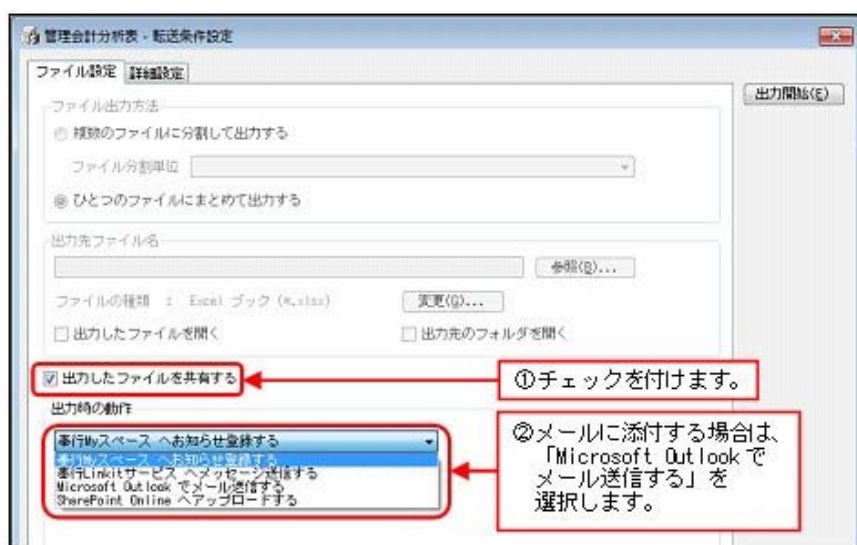 管理会計分析表 - 転送条件設定
ファイル設定 詳細設定
出力開始(E)
ファイル出力方法
複数のファイルに分割して出力する
ファイル分割単位
ひとつのファイルにまとめて出力する
出力先ファイル名
参照(B)...
ファイルの種類 : Excel ブック (*.xlsx)
変更(G)...
出力したファイルを開く
出力先のフォルダを開く
出力したファイルを共有する
①チェックを付けます。
出力時の動作
奉行Myスペース へお知らせ登録する
奉行Myスペース へお知らせ登録する
奉行Linkitサービス へメッセージ送信する
Microsoft Outlook でメール送信する
SharePoint Online へアップロードする
②メールに添付する場合は、
「Microsoft Outlook で
メール送信する」を
選択します。